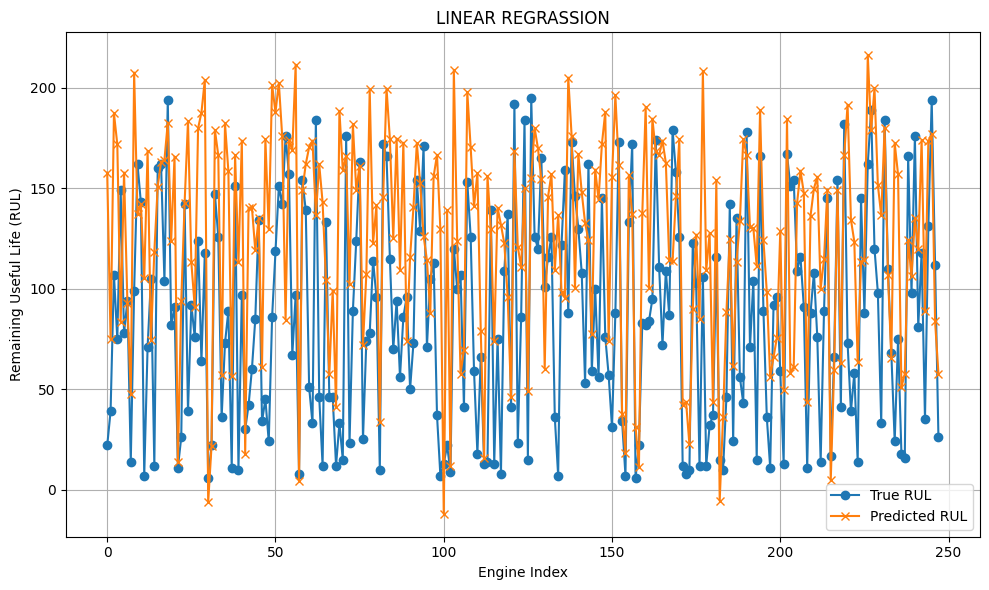 LINEAR REGRASSION
Remaining Useful Life (RUL)
200
150
100
50
0
0 50 100 150 200 250
Engine Index
True RUL
Predicted RUL